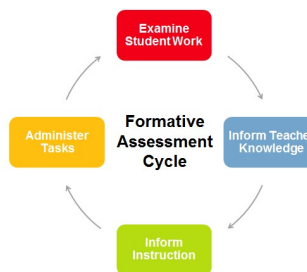 Examine
Student Work
Formative
Assessment
Cycle
Administer
Tasks
Inform Teache
Knowledge
Inform
Instruction